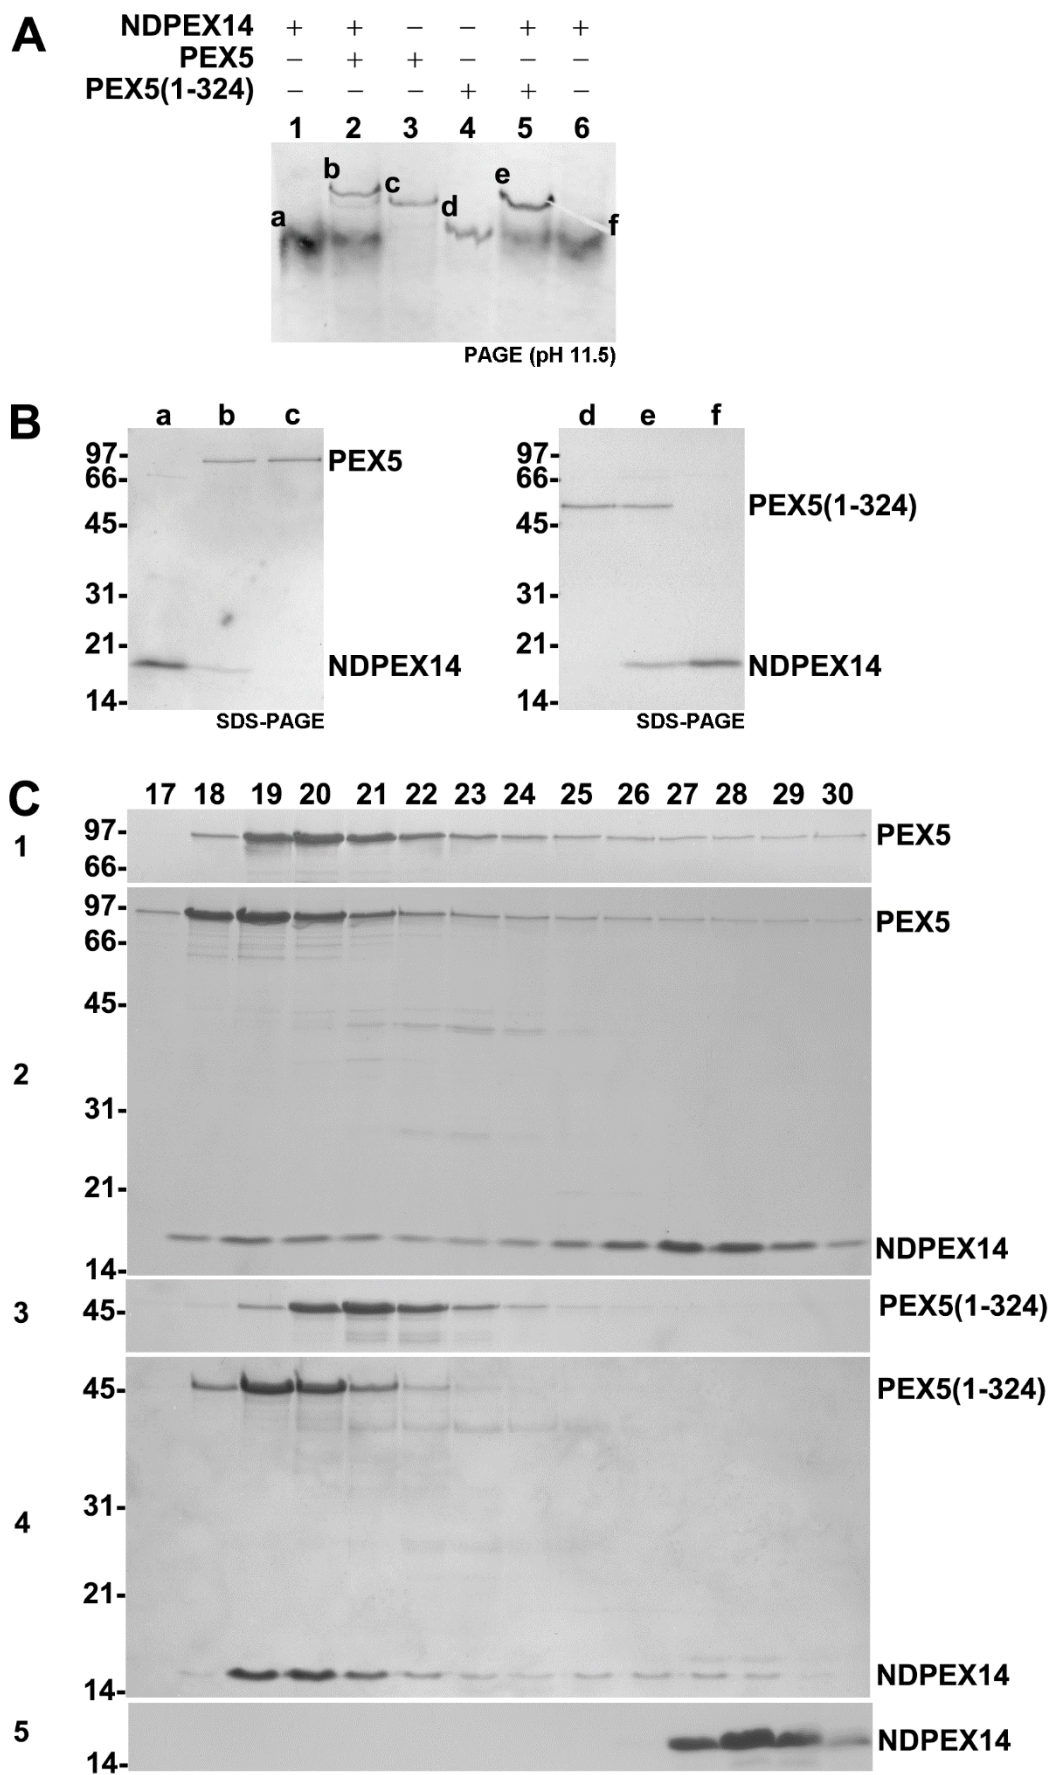 A
NDPEX14 + + − − + +
PEX5 − + + − − −
PEX5(1-324) − − − + + −
1 2 3 4 5 6
a b c d e f
PAGE (pH 11.5)
B
a b c d e f
97- PEX5 97-
66- 66-
PEX5(1-324)
45- 45-
31- 31-
21- 21-
NDPEX14 NDPEX14
14- 14-
SDS-PAGE SDS-PAGE
C
17 18 19 20 21 22 23 24 25 26 27 28 29 30
1
97- PEX5
66-
2
97- PEX5
66-
45-
31-
21-
NDPEX14
14-
3
45- PEX5(1-324)
4
45- PEX5(1-324)
31-
21-
NDPEX14
14-
5
NDPEX14
14-